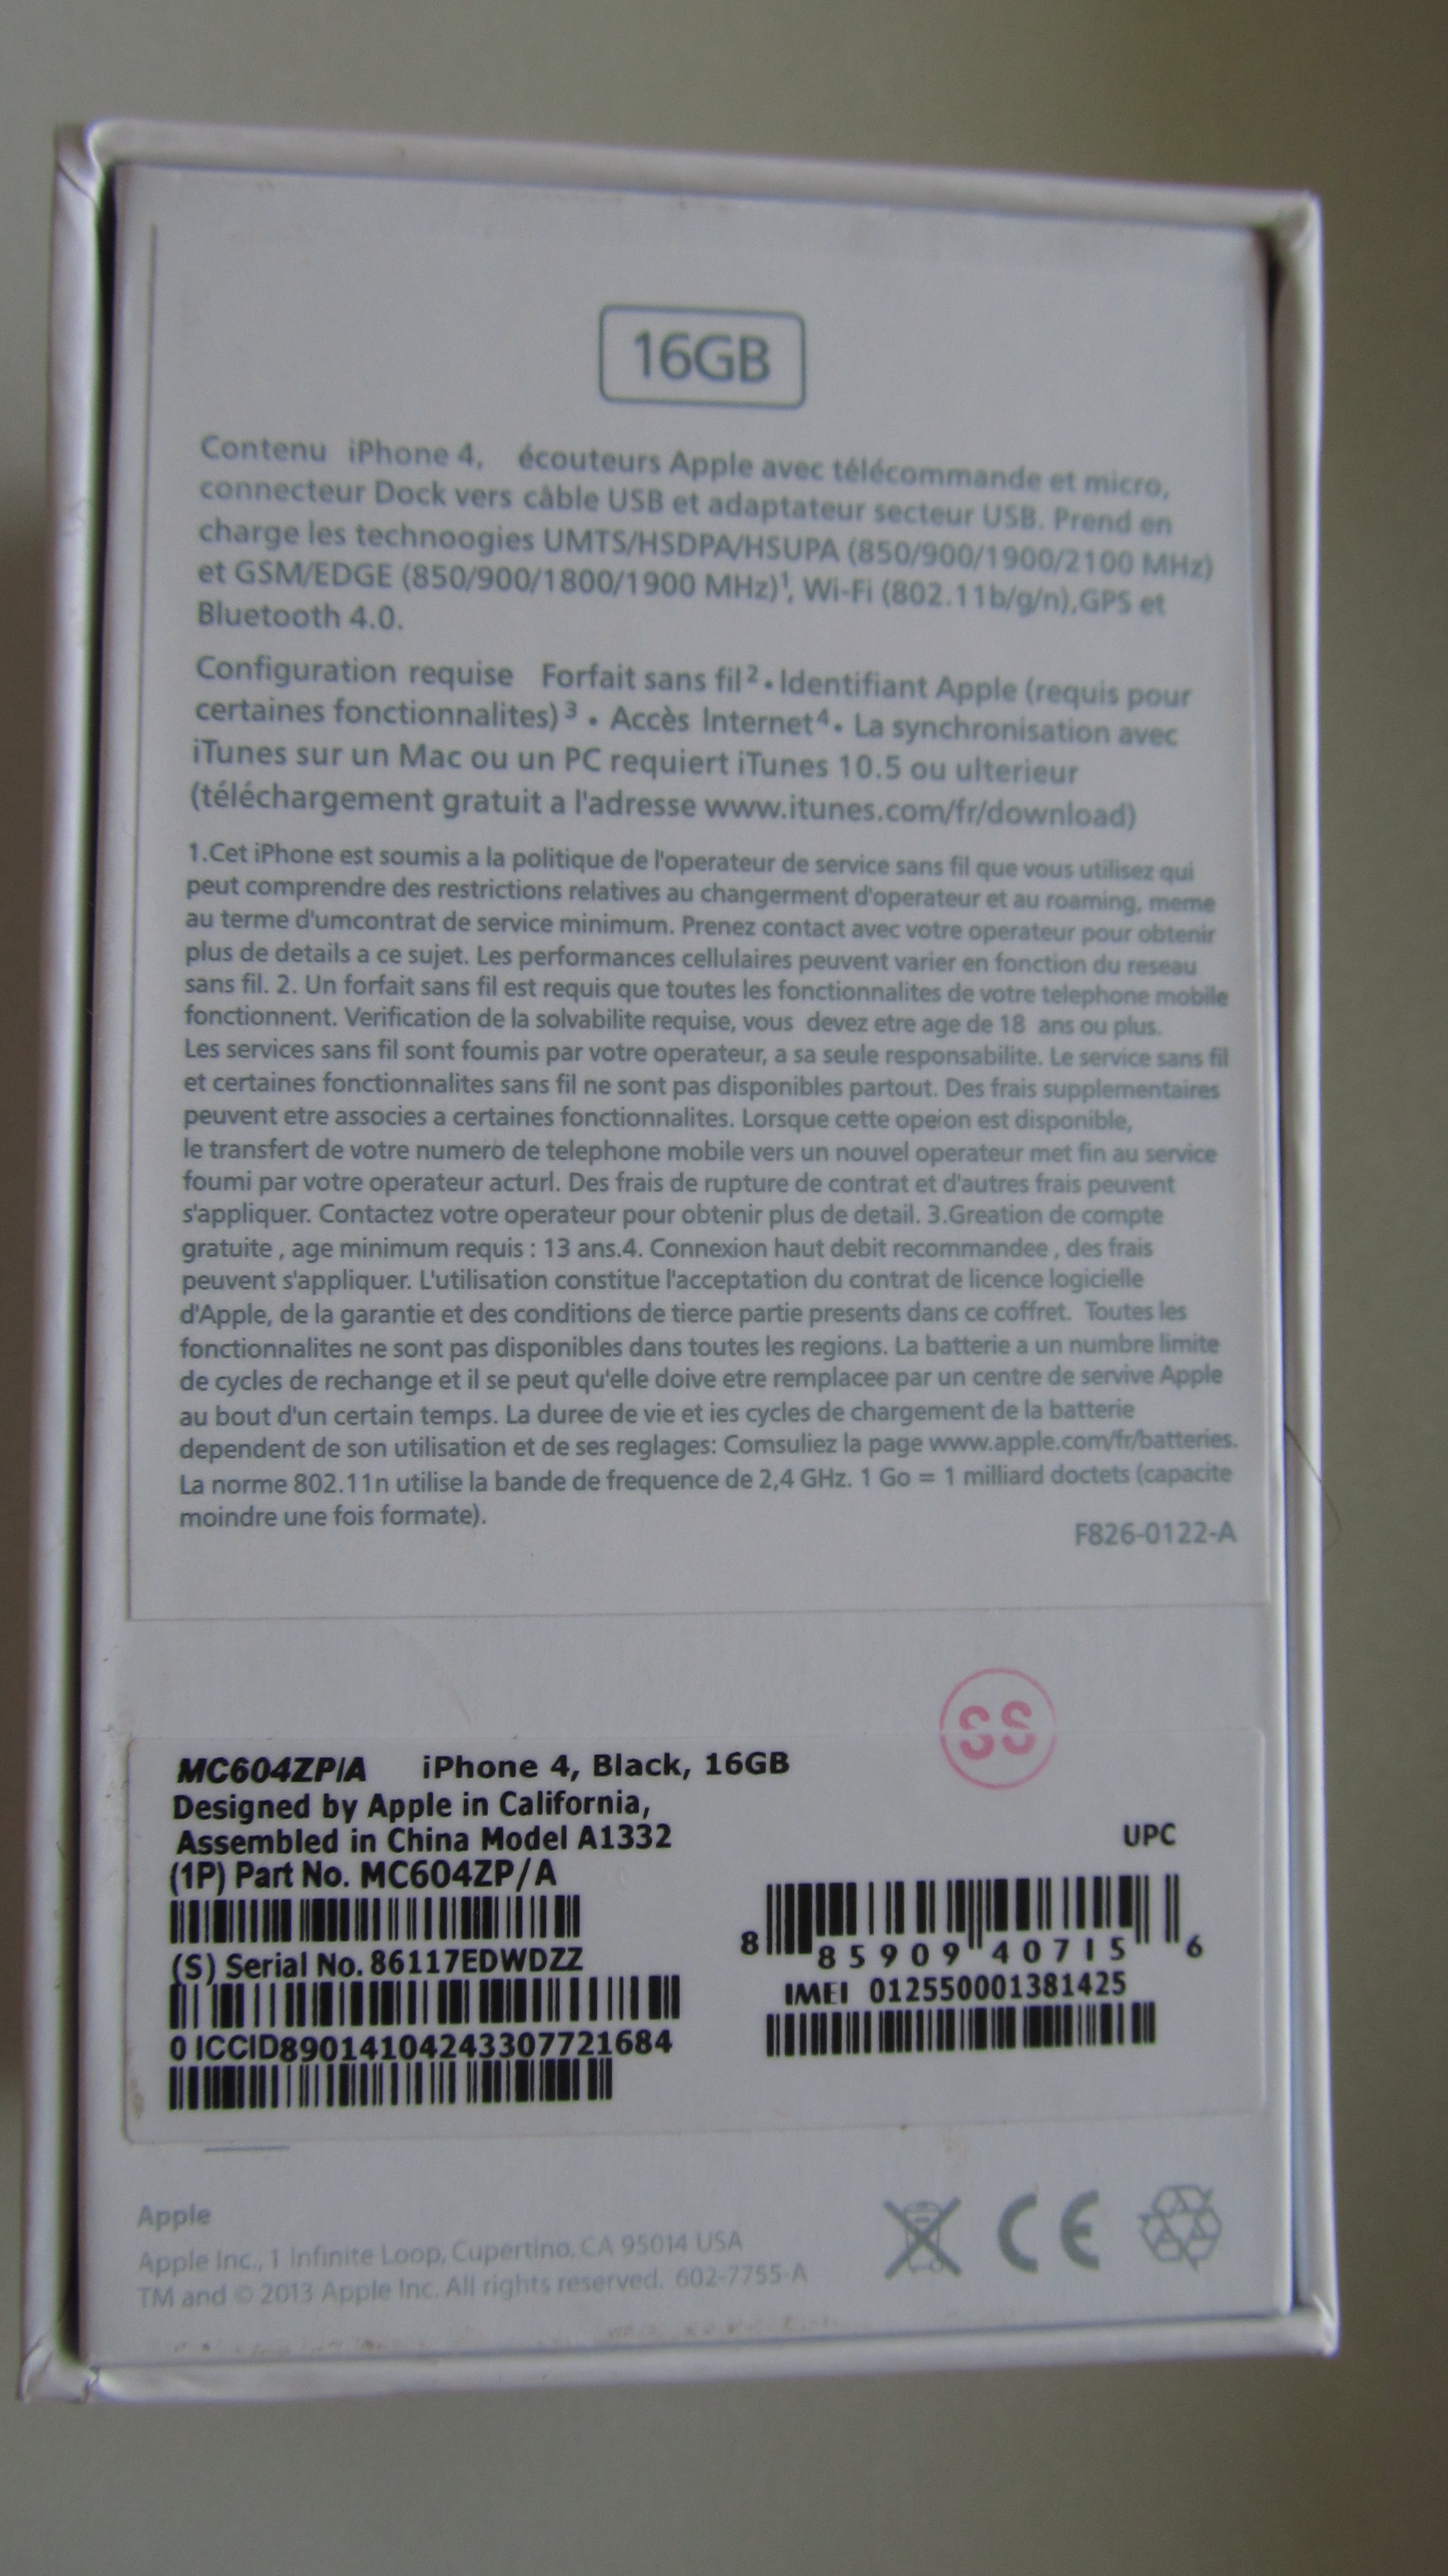 16GB
Contenu iPhone 4, écouteurs Apple avec télécommande et micro,
connecteur Dock vers câble USB et adaptateur secteur USB. Prend en
charge les technoogies UMTS/HSDPA/HSUPA (850/900/1900/2100 MHz)
et GSM/EDGE (850/900/1800/1900 MHz)¹, Wi-Fi (802.11b/g/n),GPS et
Bluetooth 4.0.
Configuration requise Forfait sans fil² • Identifiant Apple (requis pour
certaines fonctionnalites)³ • Accès Internet⁴ • La synchronisation avec
iTunes sur un Mac ou un PC requiert iTunes 10.5 ou ulterieur
(téléchargement gratuit a l'adresse www.itunes.com/fr/download)
1.Cet iPhone est soumis a la politique de l'operateur de service sans fil que vous utilisez qui
peut comprendre des restrictions relatives au changerment d'operateur et au roaming, meme
au terme d'umcontrat de service minimum. Prenez contact avec votre operateur pour obtenir
plus de details a ce sujet. Les performances cellulaires peuvent varier en fonction du reseau
sans fil. 2. Un forfait sans fil est requis que toutes les fonctionnalites de votre telephone mobile
fonctionnent. Verification de la solvabilite requise, vous devez etre age de 18 ans ou plus.
Les services sans fil sont foumis par votre operateur, a sa seule responsabilite. Le service sans fil
et certaines fonctionnalites sans fil ne sont pas disponibles partout. Des frais supplementaires
peuvent etre associes a certaines fonctionnalites. Lorsque cette opeion est disponible,
le transfert de votre numero de telephone mobile vers un nouvel operateur met fin au service
foumi par votre operateur acturl. Des frais de rupture de contrat et d'autres frais peuvent
s'appliquer. Contactez votre operateur pour obtenir plus de detail. 3.Greation de compte
gratuite , age minimum requis : 13 ans.4. Connexion haut debit recommandee , des frais
peuvent s'appliquer. L'utilisation constitue l'acceptation du contrat de licence logicielle
d'Apple, de la garantie et des conditions de tierce partie presents dans ce coffret. Toutes les
fonctionnalites ne sont pas disponibles dans toutes les regions. La batterie a un numbre limite
de cycles de rechange et il se peut qu'elle doive etre remplacee par un centre de servive Apple
au bout d'un certain temps. La duree de vie et ies cycles de chargement de la batterie
dependent de son utilisation et de ses reglages: Comsuliez la page www.apple.com/fr/batteries.
La norme 802.11n utilise la bande de frequence de 2,4 GHz. 1 Go = 1 milliard doctets (capacite
moindre une fois formate).
F826-0122-A
SS
MC604ZP/A iPhone 4, Black, 16GB
Designed by Apple in California,
Assembled in China Model A1332
(1P) Part No. MC604ZP/A
(S) Serial No. 86117EDWDZZ
0 ICCID89014104243307721684
UPC
8 85909 40715 6
IMEI 012550001381425
Apple
Apple Inc., 1 Infinite Loop, Cupertino, CA 95014 USA
TM and © 2013 Apple Inc. All rights reserved. 602-7755-A
CE